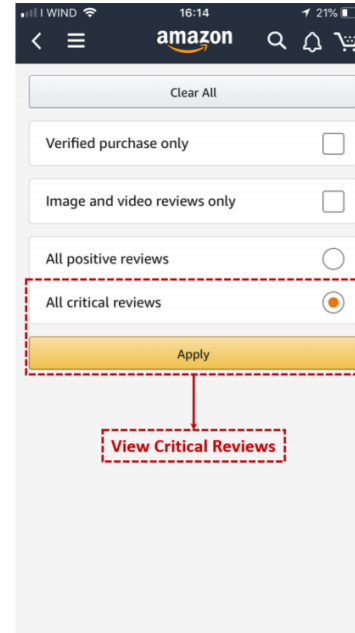 I WIND 16:14 21%
amazon
Clear All
Verified purchase only
Image and video reviews only
All positive reviews
All critical reviews
Apply
View Critical Reviews